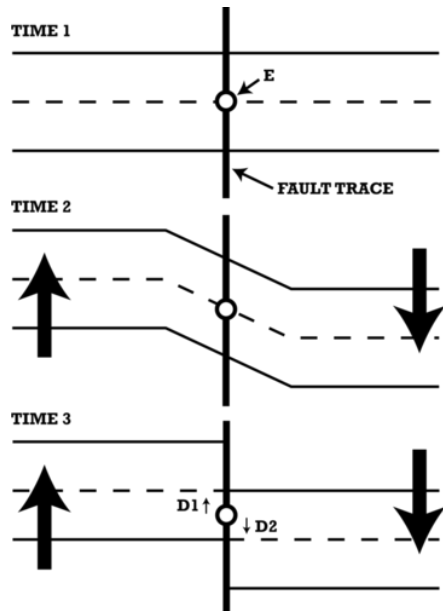 TIME 1
E
FAULT TRACE
TIME 2
TIME 3
D1 ↑
↓ D2